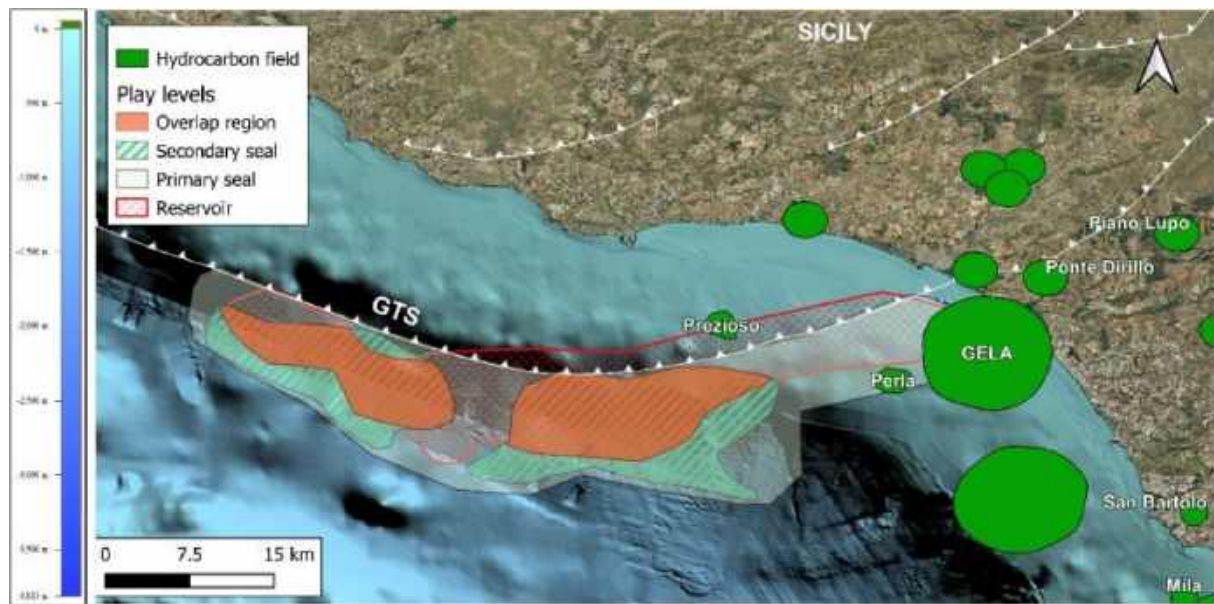 0 m
SICJLY
Hydrocarbon field
Play levels
Overlap region
Secondary seal
Primary seal
Reservoir
Piano Lupo
Ponte Dirillo
GTS
Prezioso
GELA
Perla
San Bartolo
0 7.5 15 km
Mila